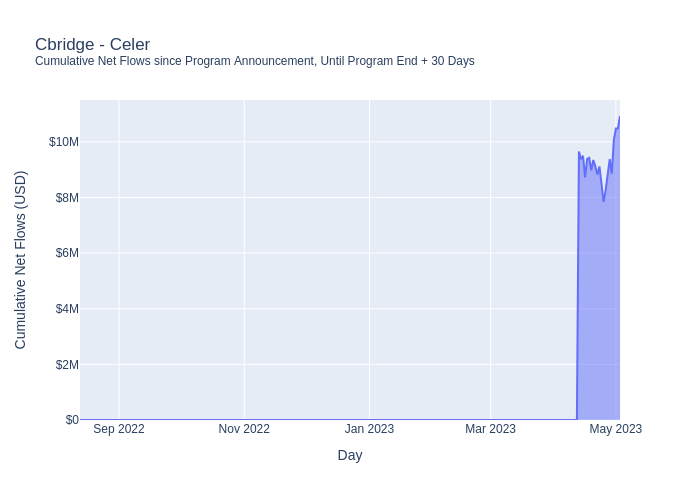 Cbridge - Celer
Cumulative Net Flows since Program Announcement, Until Program End + 30 Days
Cumulative Net Flows (USD)
$10M
$8M
$6M
$4M
$2M
$0
Sep 2022
Nov 2022
Jan 2023
Mar 2023
May 2023
Day